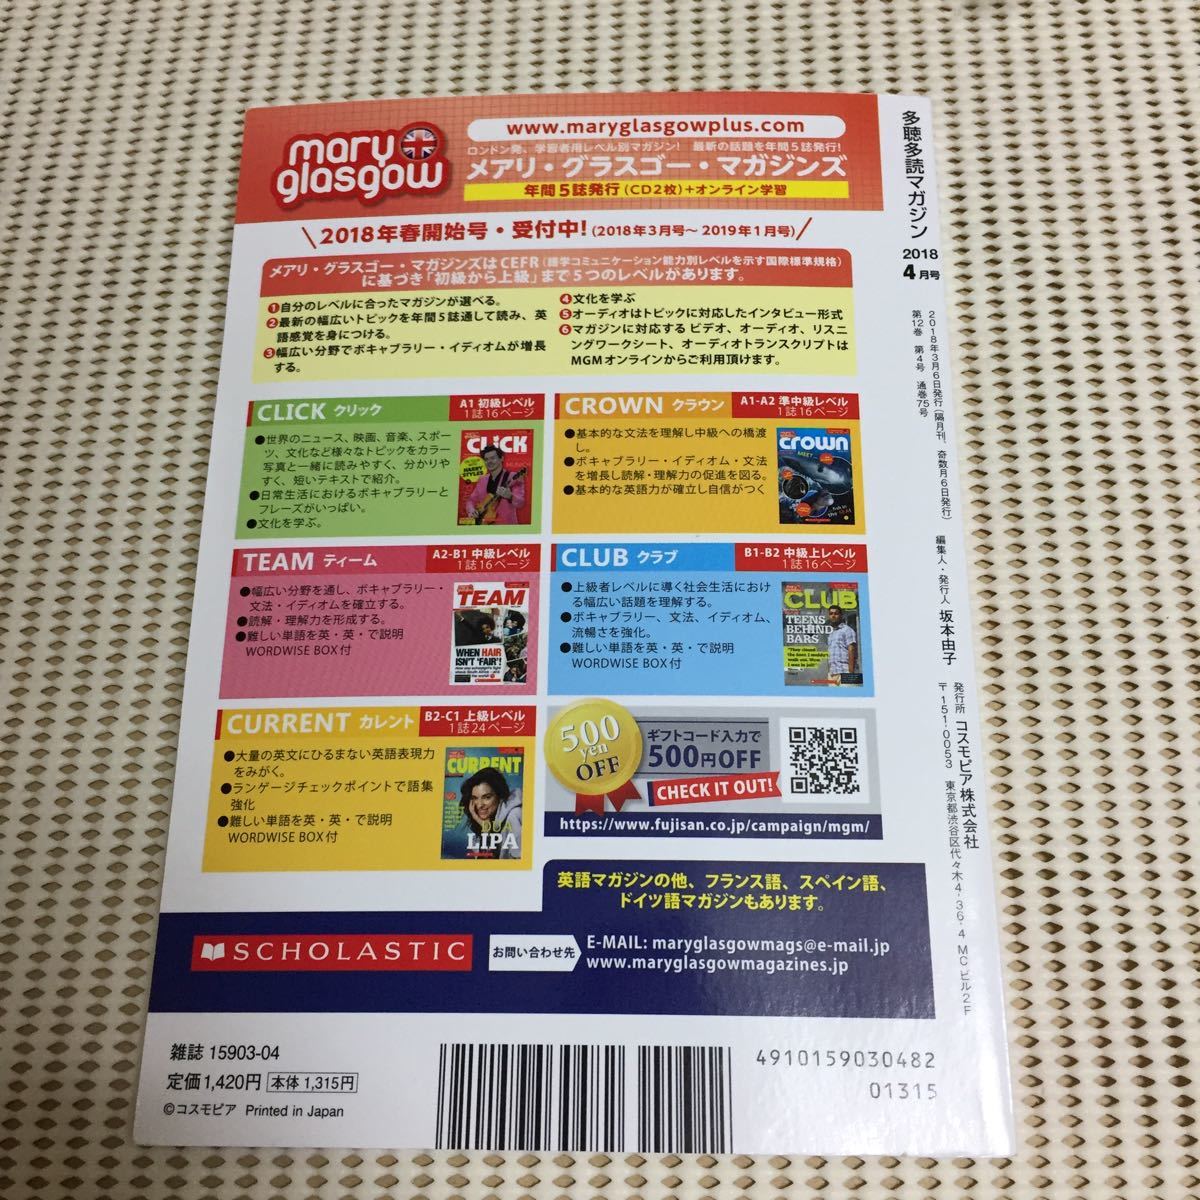 mary
glasgow
www.maryglasgowplus.com
ロンドン発、学習者用レベル別マガジン! 最新の話題を年間5誌発行!
メアリ・グラスゴー・マガジンズ
年間5誌発行(CD2枚)+オンライン学習
2018年春開始号・受付中!(2018年3月号〜2019年1月号)
メアリ・グラスゴー・マガジンズはCEFR(語学コミュニケーション能力別レベルを示す国際標準規格)
に基づき「初級から上級」まで5つのレベルがあります。
❶自分のレベルに合ったマガジンが選べる。
❷最新の幅広いトピックを年間5誌通して読み、英
語感覚を身につける。
❸幅広い分野でボキャブラリー・イディオムが増長
する。
❹文化を学ぶ
❺オーディオはトピックに対応したインタビュー形式
❻マガジンに対応する ビデオ、オーディオ、リスニ
ングワークシート、オーディオトランスクリプトは
MGMオンラインからご利用頂けます。
CLICK クリック
A1 初級レベル
1誌16ページ
●世界のニュース、映画、音楽、スポー
ツ、文化など様々なトピックをカラー
写真と一緒に読みやすく、分かりや
すく、短いテキストで紹介。
●日常生活におけるボキャブラリーと
フレーズがいっぱい。
●文化を学ぶ。
CLICK
HARRY
STYLES
MUNICH
CROWN クラウン
A1-A2 準中級レベル
1誌16ページ
●基本的な文法を理解し中級への橋渡
し。
●ボキャブラリー・イディオム・文法
を増長し読解・理解力の促進を図る。
●基本的な英語力が確立し自信がつく
crown
MEET
TEAM ティーム
A2-B1 中級レベル
1誌16ページ
●幅広い分野を通し、ボキャブラリー・
文法・イディオムを確立する。
●読解・理解力を形成する。
●難しい単語を英・英・で説明
WORDWISE BOX付
TEAM
WHEN HAIR
ISN'T 'FAIR'!
CLUB クラブ
B1-B2 中級上レベル
1誌16ページ
●上級者レベルに導く社会生活におけ
る幅広い話題を理解する。
●ボキャブラリー、文法、イディオム、
流暢さを強化。
●難しい単語を英・英・で説明
WORDWISE BOX付
CLUB
TEENS
BEHIND
BARS
CURRENT カレント
B2-C1 上級レベル
1誌24ページ
●大量の英文にひるまない英語表現力
をみがく。
●ランゲージチェックポイントで語集
強化
●難しい単語を英・英・で説明
WORDWISE BOX付
CURRENT
DUA
LIPA
500
yen
OFF
ギフトコード入力で
500円OFF
CHECK IT OUT!
https://www.fujisan.co.jp/campaign/mgm/
英語マガジンの他、フランス語、スペイン語、
ドイツ語マガジンもあります。
SCHOLASTIC
お問い合わせ先
E-MAIL: maryglasgowmags@e-mail.jp
www.maryglasgowmagazines.jp
雑誌 15903-04
定価1,420円 本体 1,315円
©コスモピア Printed in Japan
4910159030482
01315
多聴多読マガジン 2018 4月号
2018年3月6日発行(隔月刊、奇数月6日発行)
第12巻 第4号 通巻75号
編集人・発行人 坂本由子
発行所 コスモピア株式会社
〒151-0053 東京都渋谷区代々木4-36-4 MCビル2F